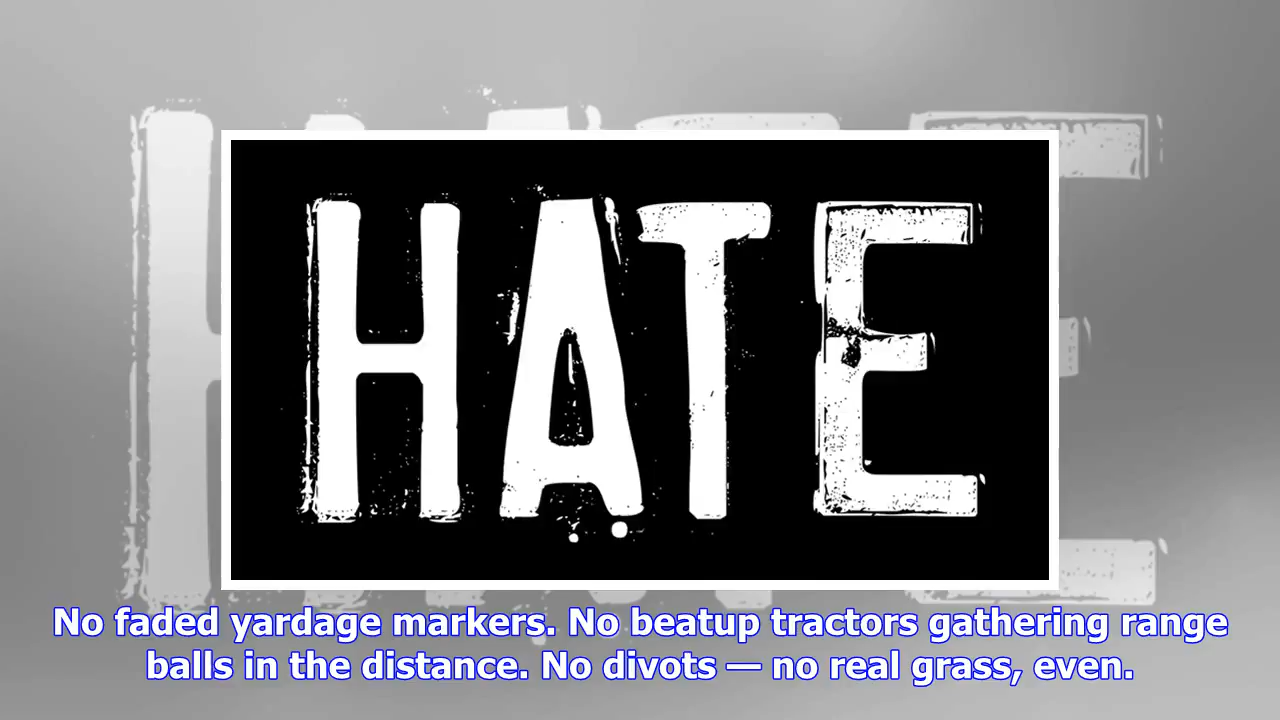 HATE
No faded yardage markers. No beatup tractors gathering range
balls in the distance. No divots — no real grass, even.